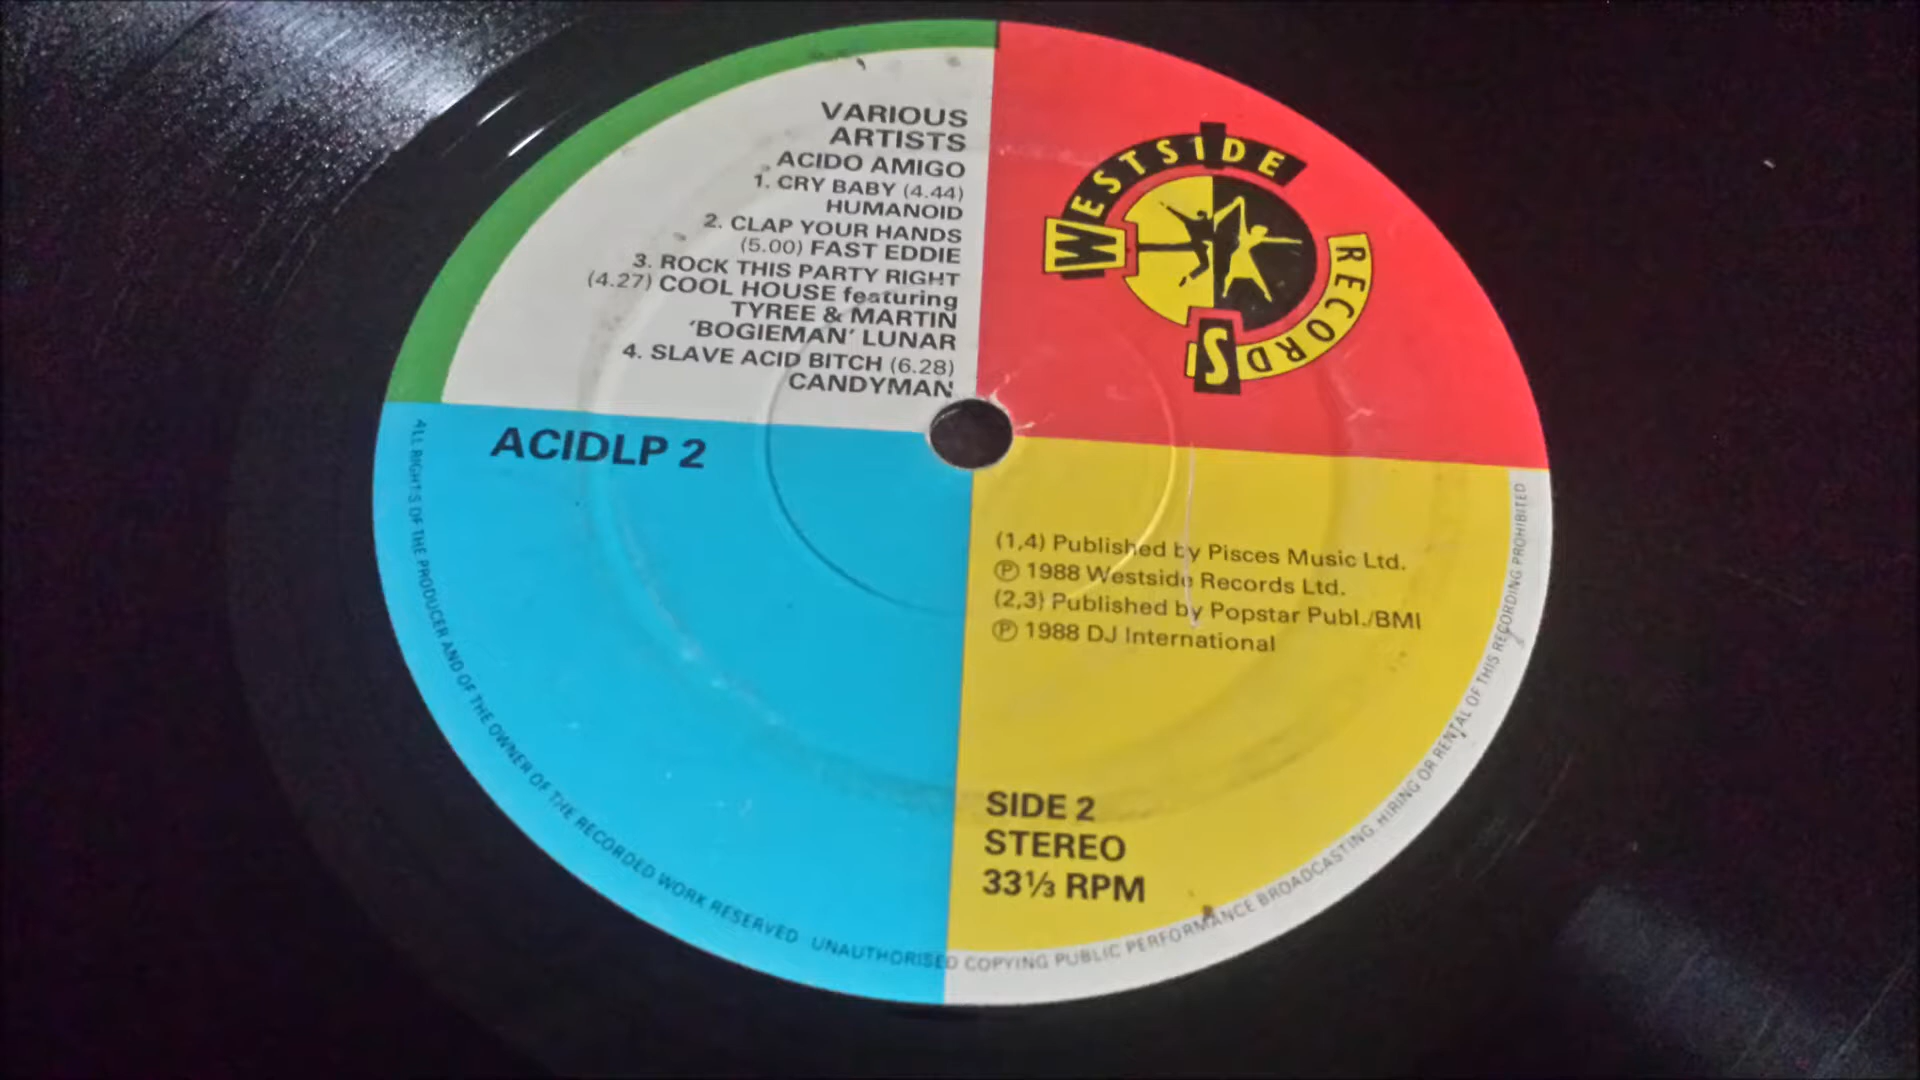 VARIOUS
ARTISTS
ACIDO AMIGO
1. CRY BABY (4.44)
HUMANOID
2. CLAP YOUR HANDS
(5.00) FAST EDDIE
3. ROCK THIS PARTY RIGHT
(4.27) COOL HOUSE featuring
TYREE & MARTIN
'BOGIEMAN' LUNAR
4. SLAVE ACID BITCH (6.28)
CANDYMAN
WESTSIDE
RECORDS
ACIDLP 2
(1,4) Published by Pisces Music Ltd.
℗ 1988 Westside Records Ltd.
(2,3) Published by Popstar Publ./BMI
℗ 1988 DJ International
SIDE 2
STEREO
33⅓ RPM
ALL RIGHTS OF THE PRODUCER AND OF THE OWNER OF THE RECORDED WORK RESERVED UNAUTHORISED COPYING PUBLIC PERFORMANCE BROADCASTING, HIRING OR RENTAL OF THIS RECORDING PROHIBITED